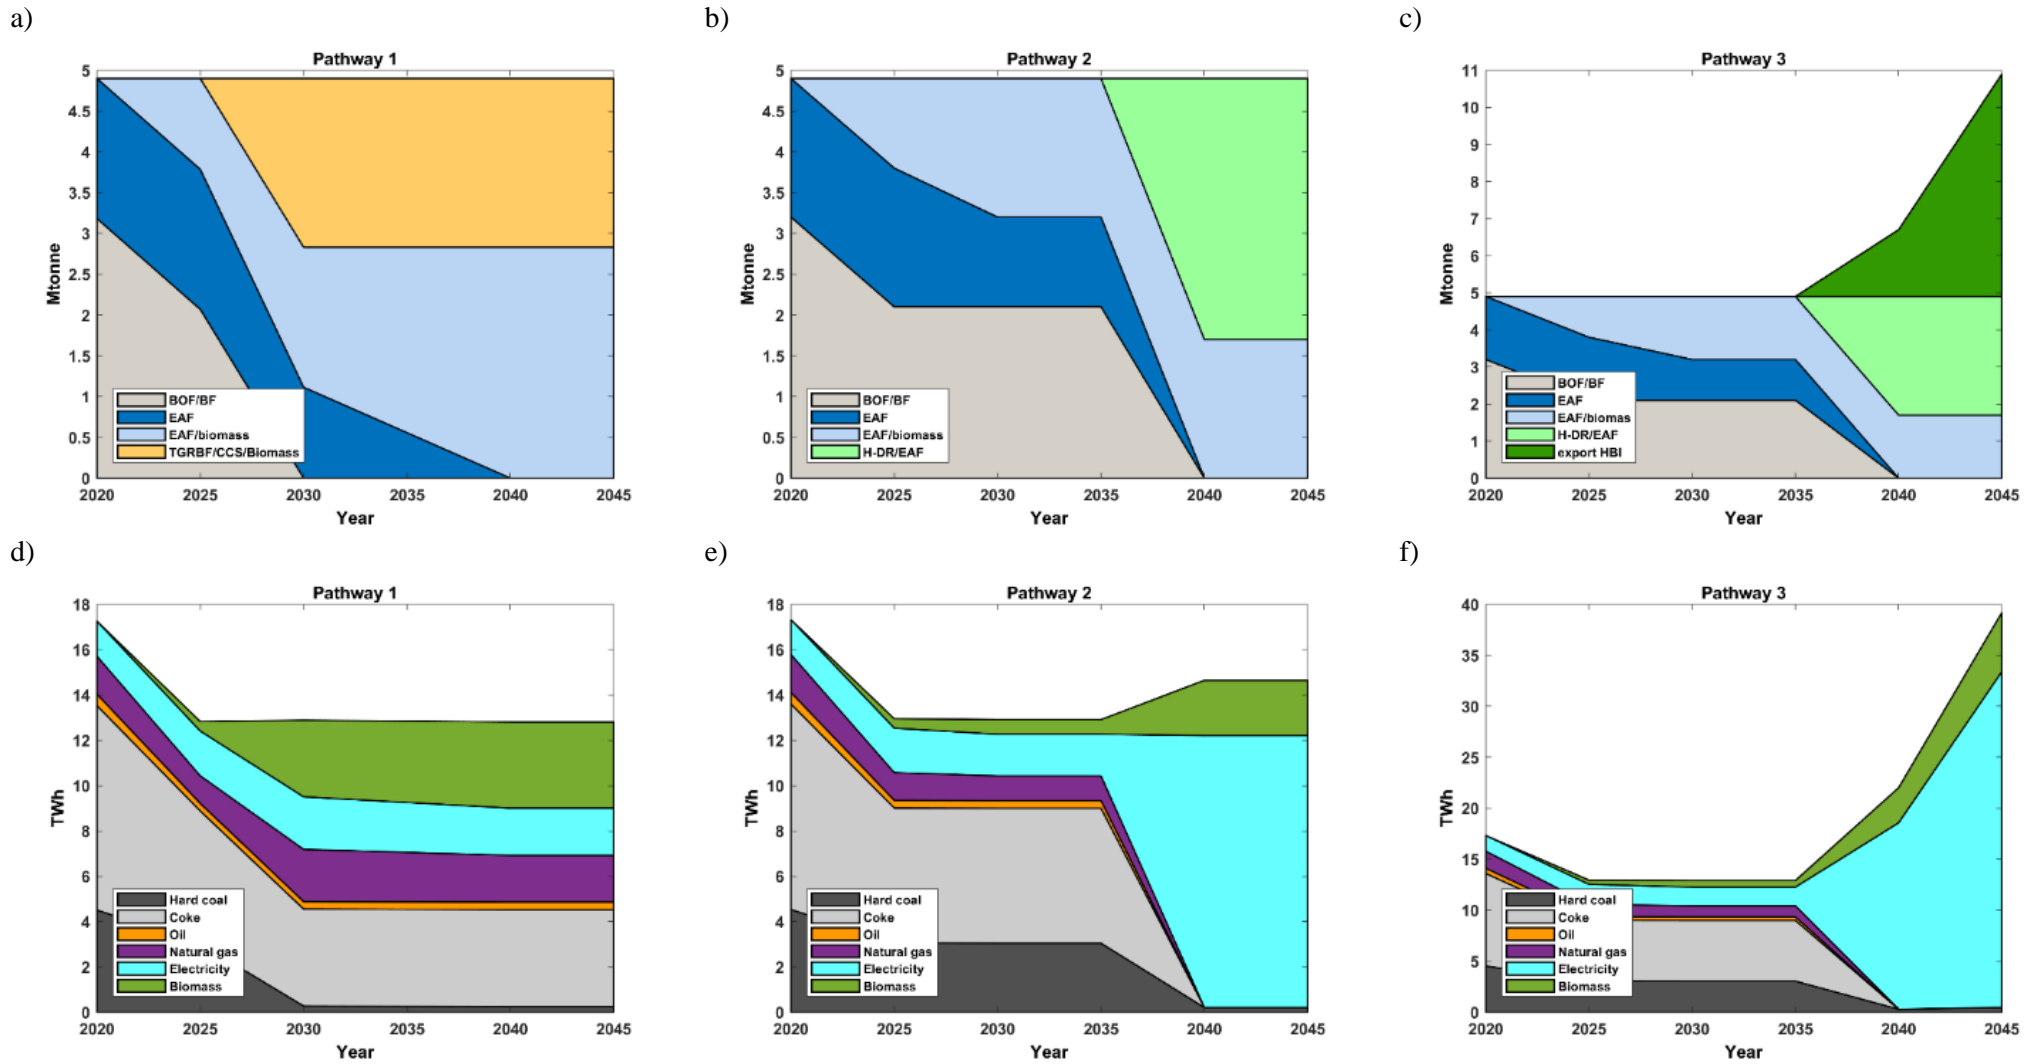 a)
b)
c)
Pathway 1
Pathway 2
Pathway 3
Mtonne
5
4.5
4
3.5
3
2.5
2
1.5
1
0.5
0
BOF/BF
EAF
EAF/biomass
TGRBF/CCS/Biomass
2020 2025 2030 2035 2040 2045
Year
Mtonne
5
4.5
4
3.5
3
2.5
2
1.5
1
0.5
0
BOF/BF
EAF
EAF/biomass
H-DR/EAF
2020 2025 2030 2035 2040 2045
Year
Mtonne
11
10
9
8
7
6
5
4
3
2
1
0
BOF/BF
EAF
EAF/biomas
H-DR/EAF
export HBI
2020 2025 2030 2035 2040 2045
Year
d)
e)
f)
Pathway 1
Pathway 2
Pathway 3
TWh
18
16
14
12
10
8
6
4
2
0
Hard coal
Coke
Oil
Natural gas
Electricity
Biomass
2020 2025 2030 2035 2040 2045
Year
TWh
18
16
14
12
10
8
6
4
2
0
Hard coal
Coke
Oil
Natural gas
Electricity
Biomass
2020 2025 2030 2035 2040 2045
Year
TWh
40
35
30
25
20
15
10
5
0
Hard coal
Coke
Oil
Natural gas
Electricity
Biomass
2020 2025 2030 2035 2040 2045
Year